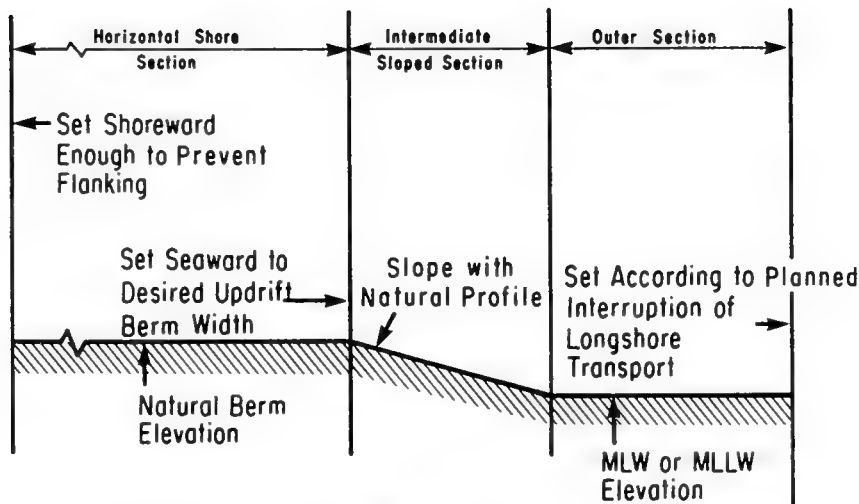 Horizontal Shore
Section
Intermediate
Sloped Section
Outer Section
Set Shoreward
Enough to Prevent
Flanking
Set Seaward to
Desired Updrift
Berm Width
Slope with
Natural Profile
Set According to Planned
Interruption of
Longshore
Transport
Natural Berm
Elevation
MLW or MLLW
Elevation